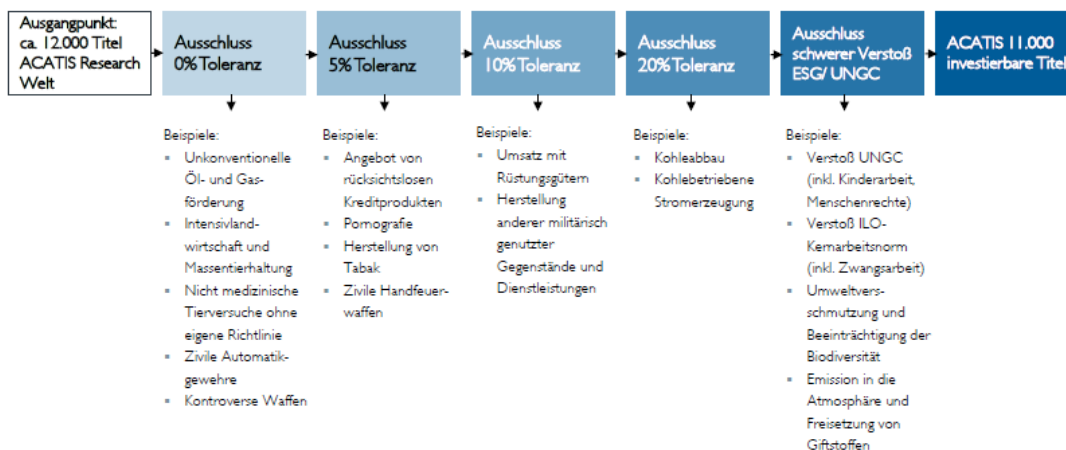 Ausgangpunkt:
ca. 12.000 Titel
ACATIS Research
Welt
Ausschluss
0% Toleranz
Ausschluss
5% Toleranz
Ausschluss
10% Toleranz
Ausschluss
20% Toleranz
Ausschluss
schwerer Verstoß
ESG/ UNGC
ACATIS 11.000
investierbare Titel
Beispiele:
Unkonventionelle
Öl- und Gas-
förderung
Intensivland-
wirtschaft und
Massentierhaltung
Nicht medizinische
Tierversuche ohne
eigene Richtlinie
Zivile Automatik-
gewehre
Kontroverse Waffen
Beispiele:
Angebot von
rücksichtslosen
Kreditprodukten
Pornografie
Herstellung von
Tabak
Zivile Handfeuer-
waffen
Beispiele:
Umsatz mit
Rüstungsgütern
Herstellung
anderer militärisch
genutzter
Gegenstände und
Dienstleistungen
Beispiele:
Kohleabbau
Kohlebetriebene
Stromerzeugung
Beispiele:
Verstoß UNGC
(inkl. Kinderarbeit,
Menschenrechte)
Verstoß ILO-
Kernarbeitsnorm
(inkl. Zwangsarbeit)
Umweltvers-
schmutzung und
Beeinträchtigung der
Biodiversität
Emission in die
Atmosphäre und
Freisetzung von
Giftstoffen